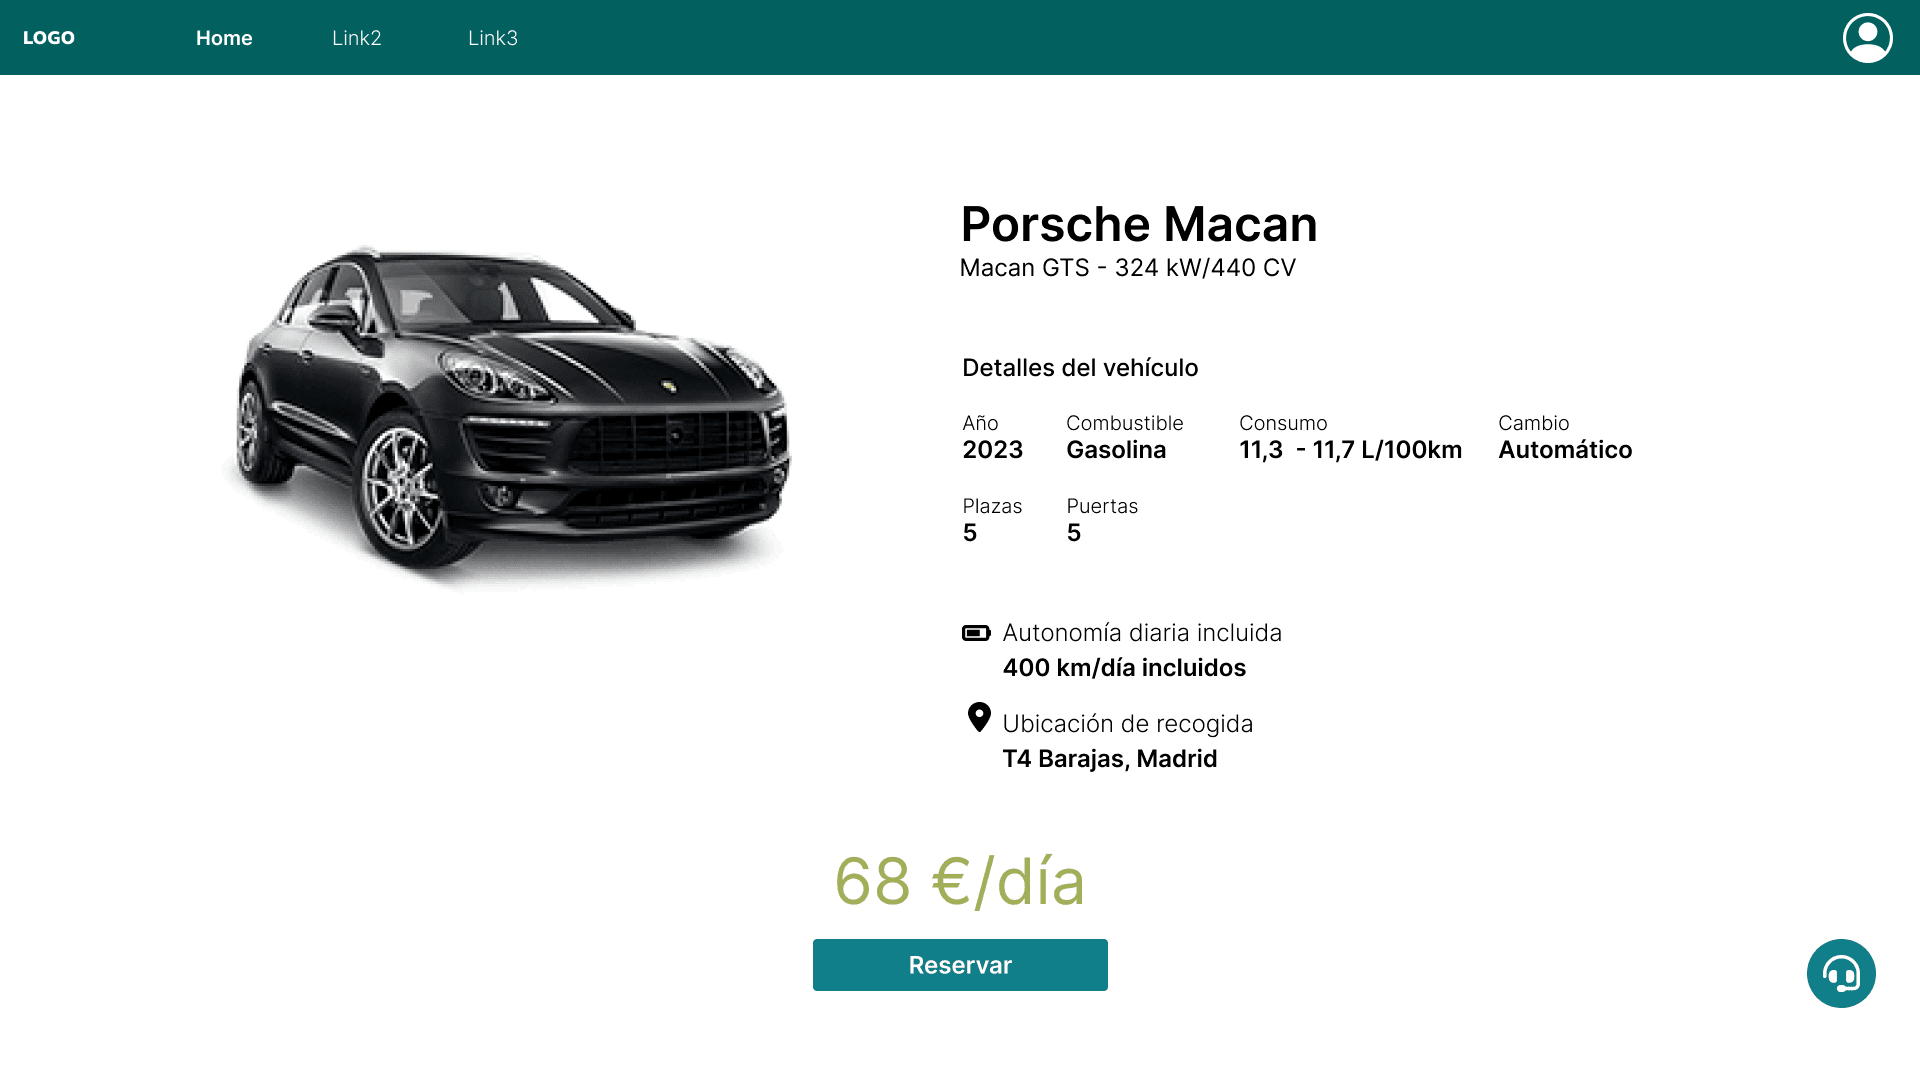 LOGO
Home
Link2
Link3
Porsche Macan
Macan GTS - 324 kW/440 CV
Detalles del vehículo
Año
Combustible
Consumo
Cambio
2023
Gasolina
11,3  - 11,7 L/100km
Automático
Plazas
Puertas
5
5
Autonomía diaria incluida
400 km/día incluidos
Ubicación de recogida
T4 Barajas, Madrid
68 €/día
Reservar